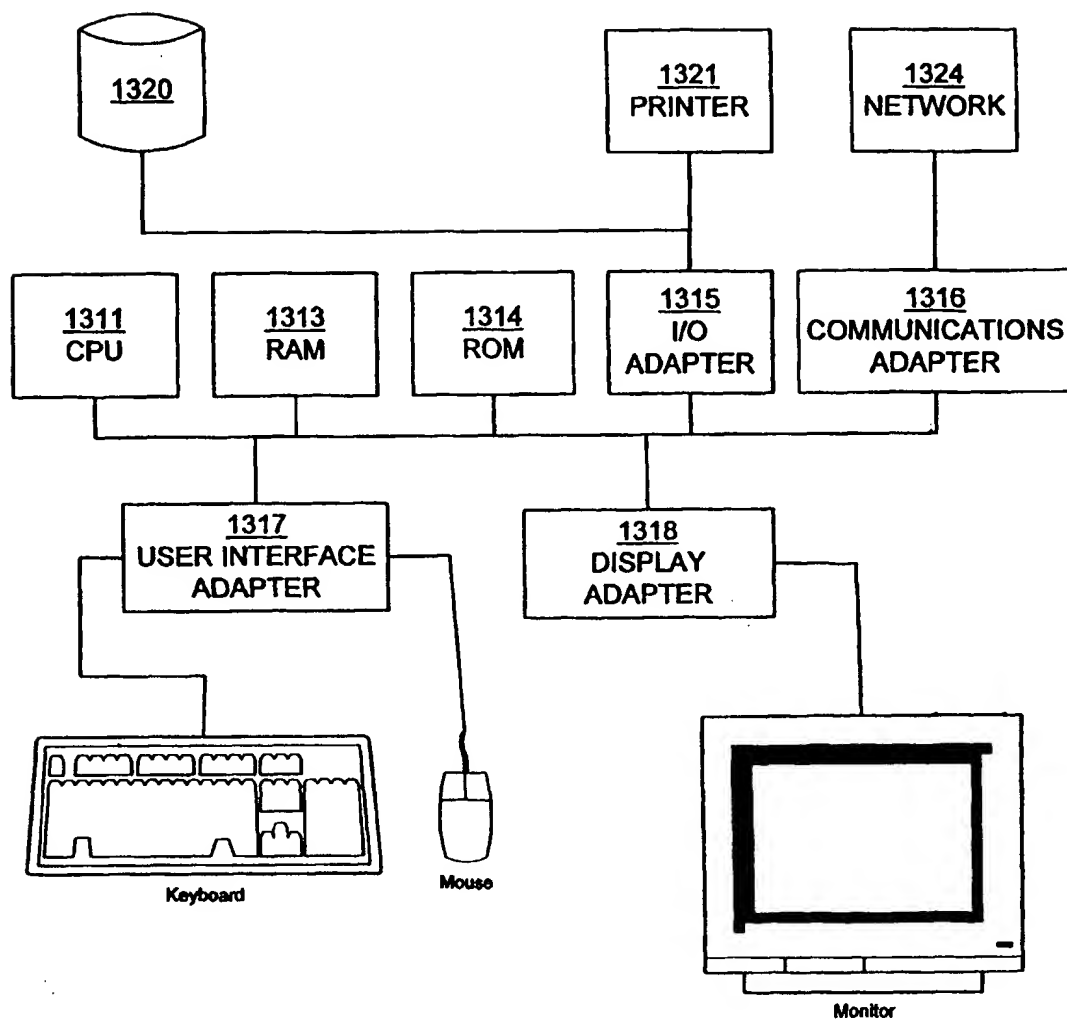 1320
1321
PRINTER
1324
NETWORK
1311
CPU
1313
RAM
1314
ROM
1315
I/O
ADAPTER
1316
COMMUNICATIONS
ADAPTER
1317
USER INTERFACE
ADAPTER
1318
DISPLAY
ADAPTER
Keyboard
Mouse
Monitor